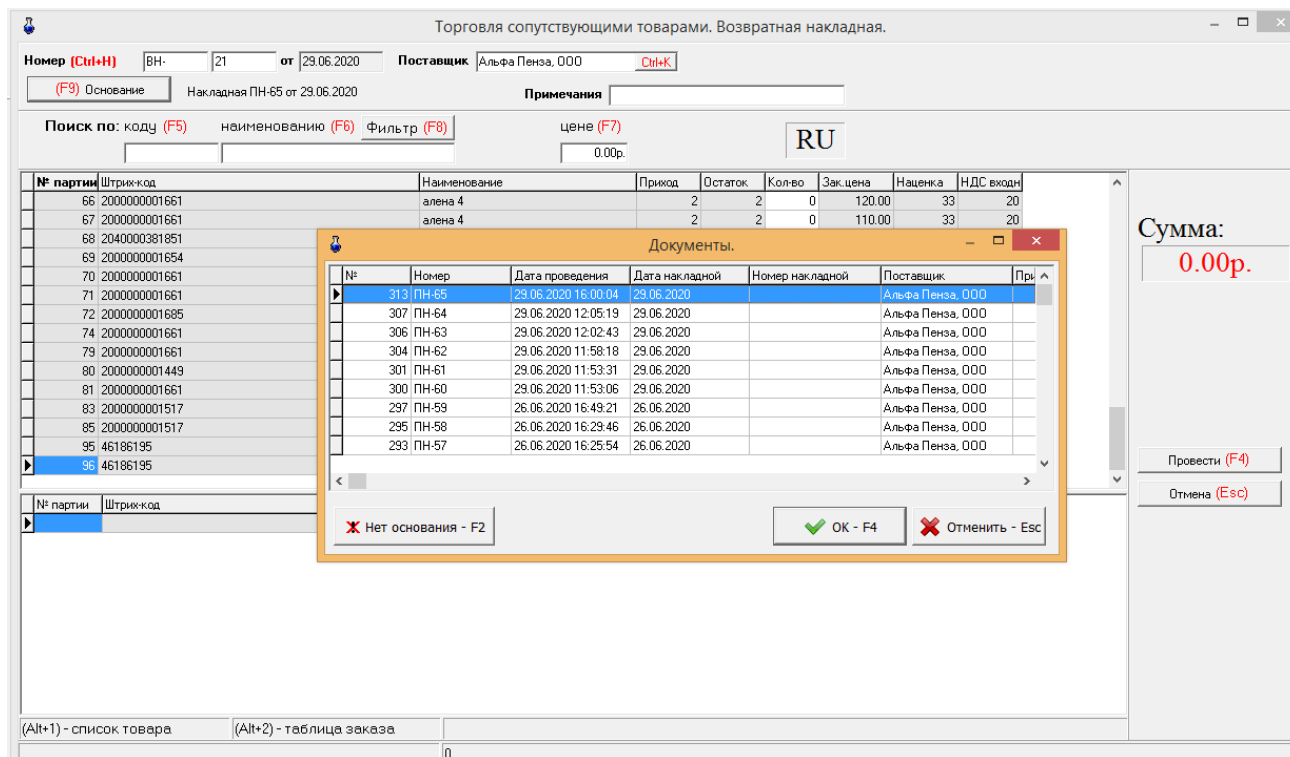 Торговля сопутствующими товарами. Возвратная накладная.
Номер (Ctrl+H) ВН- 21 от 29.06.2020 Поставщик Альфа Пенза, ООО Ctrl+K
(F9) Основание Накладная ПН-65 от 29.06.2020 Примечания
Поиск по: коду (F5) наименованию (F6) Фильтр (F8) цене (F7)
0.00р. RU
№ партии Штрих-код Наименование Приход Остаток Кол-во Зак.цена Наценка НДС входн
66 2000000001661 алена 4 2 2 0 120.00 33 20
67 2000000001661 алена 4 2 2 0 110.00 33 20
68 2040000381851
69 2000000001654
70 2000000001661
71 2000000001661
72 2000000001685
74 2000000001661
79 2000000001661
80 2000000001449
81 2000000001661
83 2000000001517
85 2000000001517
95 46186195
96 46186195
Сумма:
0.00р.
Документы.
№ Номер Дата проведения Дата накладной Номер накладной Поставщик При
313 ПН-65 29.06.2020 16:00:04 29.06.2020 Альфа Пенза, ООО
307 ПН-64 29.06.2020 12:05:19 29.06.2020 Альфа Пенза, ООО
306 ПН-63 29.06.2020 12:02:43 29.06.2020 Альфа Пенза, ООО
304 ПН-62 29.06.2020 11:58:18 29.06.2020 Альфа Пенза, ООО
301 ПН-61 29.06.2020 11:53:31 29.06.2020 Альфа Пенза, ООО
300 ПН-60 29.06.2020 11:53:06 29.06.2020 Альфа Пенза, ООО
297 ПН-59 26.06.2020 16:49:21 26.06.2020 Альфа Пенза, ООО
295 ПН-58 26.06.2020 16:29:46 26.06.2020 Альфа Пенза, ООО
293 ПН-57 26.06.2020 16:25:54 26.06.2020 Альфа Пенза, ООО
Нет основания - F2 ОК - F4 Отменить - Esc
Провести (F4)
Отмена (Esc)
№ партии Штрих-код
(Alt+1) - список товара (Alt+2) - таблица заказа
0